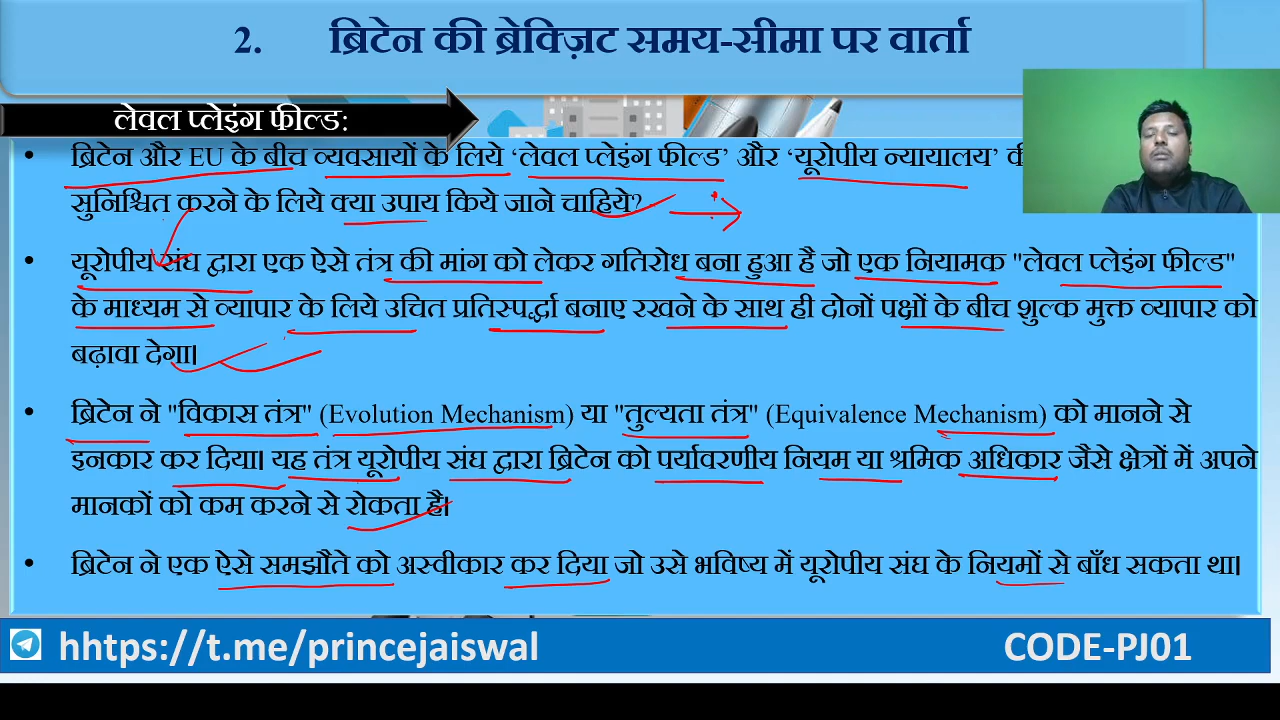 2. ब्रिटेन की ब्रेक्ज़िट समय-सीमा पर वार्ता
लेवल प्लेइंग फील्ड:
• ब्रिटेन और EU के बीच व्यवसायों के लिये ‘लेवल प्लेइंग फील्ड’ और ‘यूरोपीय न्यायालय’
सुनिश्चित करने के लिये क्या उपाय किये जाने चाहिये?
• यूरोपीय संघ द्वारा एक ऐसे तंत्र की मांग को लेकर गतिरोध बना हुआ है जो एक नियामक "लेवल प्लेइंग फील्ड"
के माध्यम से व्यापार के लिये उचित प्रतिस्पर्द्धा बनाए रखने के साथ ही दोनों पक्षों के बीच शुल्क मुक्त व्यापार को
बढ़ावा देगा।
• ब्रिटेन ने "विकास तंत्र" (Evolution Mechanism) या "तुल्यता तंत्र" (Equivalence Mechanism) को मानने से
इनकार कर दिया। यह तंत्र यूरोपीय संघ द्वारा ब्रिटेन को पर्यावरणीय नियम या श्रमिक अधिकार जैसे क्षेत्रों में अपने
मानकों को कम करने से रोकता है।
• ब्रिटेन ने एक ऐसे समझौते को अस्वीकार कर दिया जो उसे भविष्य में यूरोपीय संघ के नियमों से बाँध सकता था।
hhtps://t.me/princejaiswal CODE-PJ01